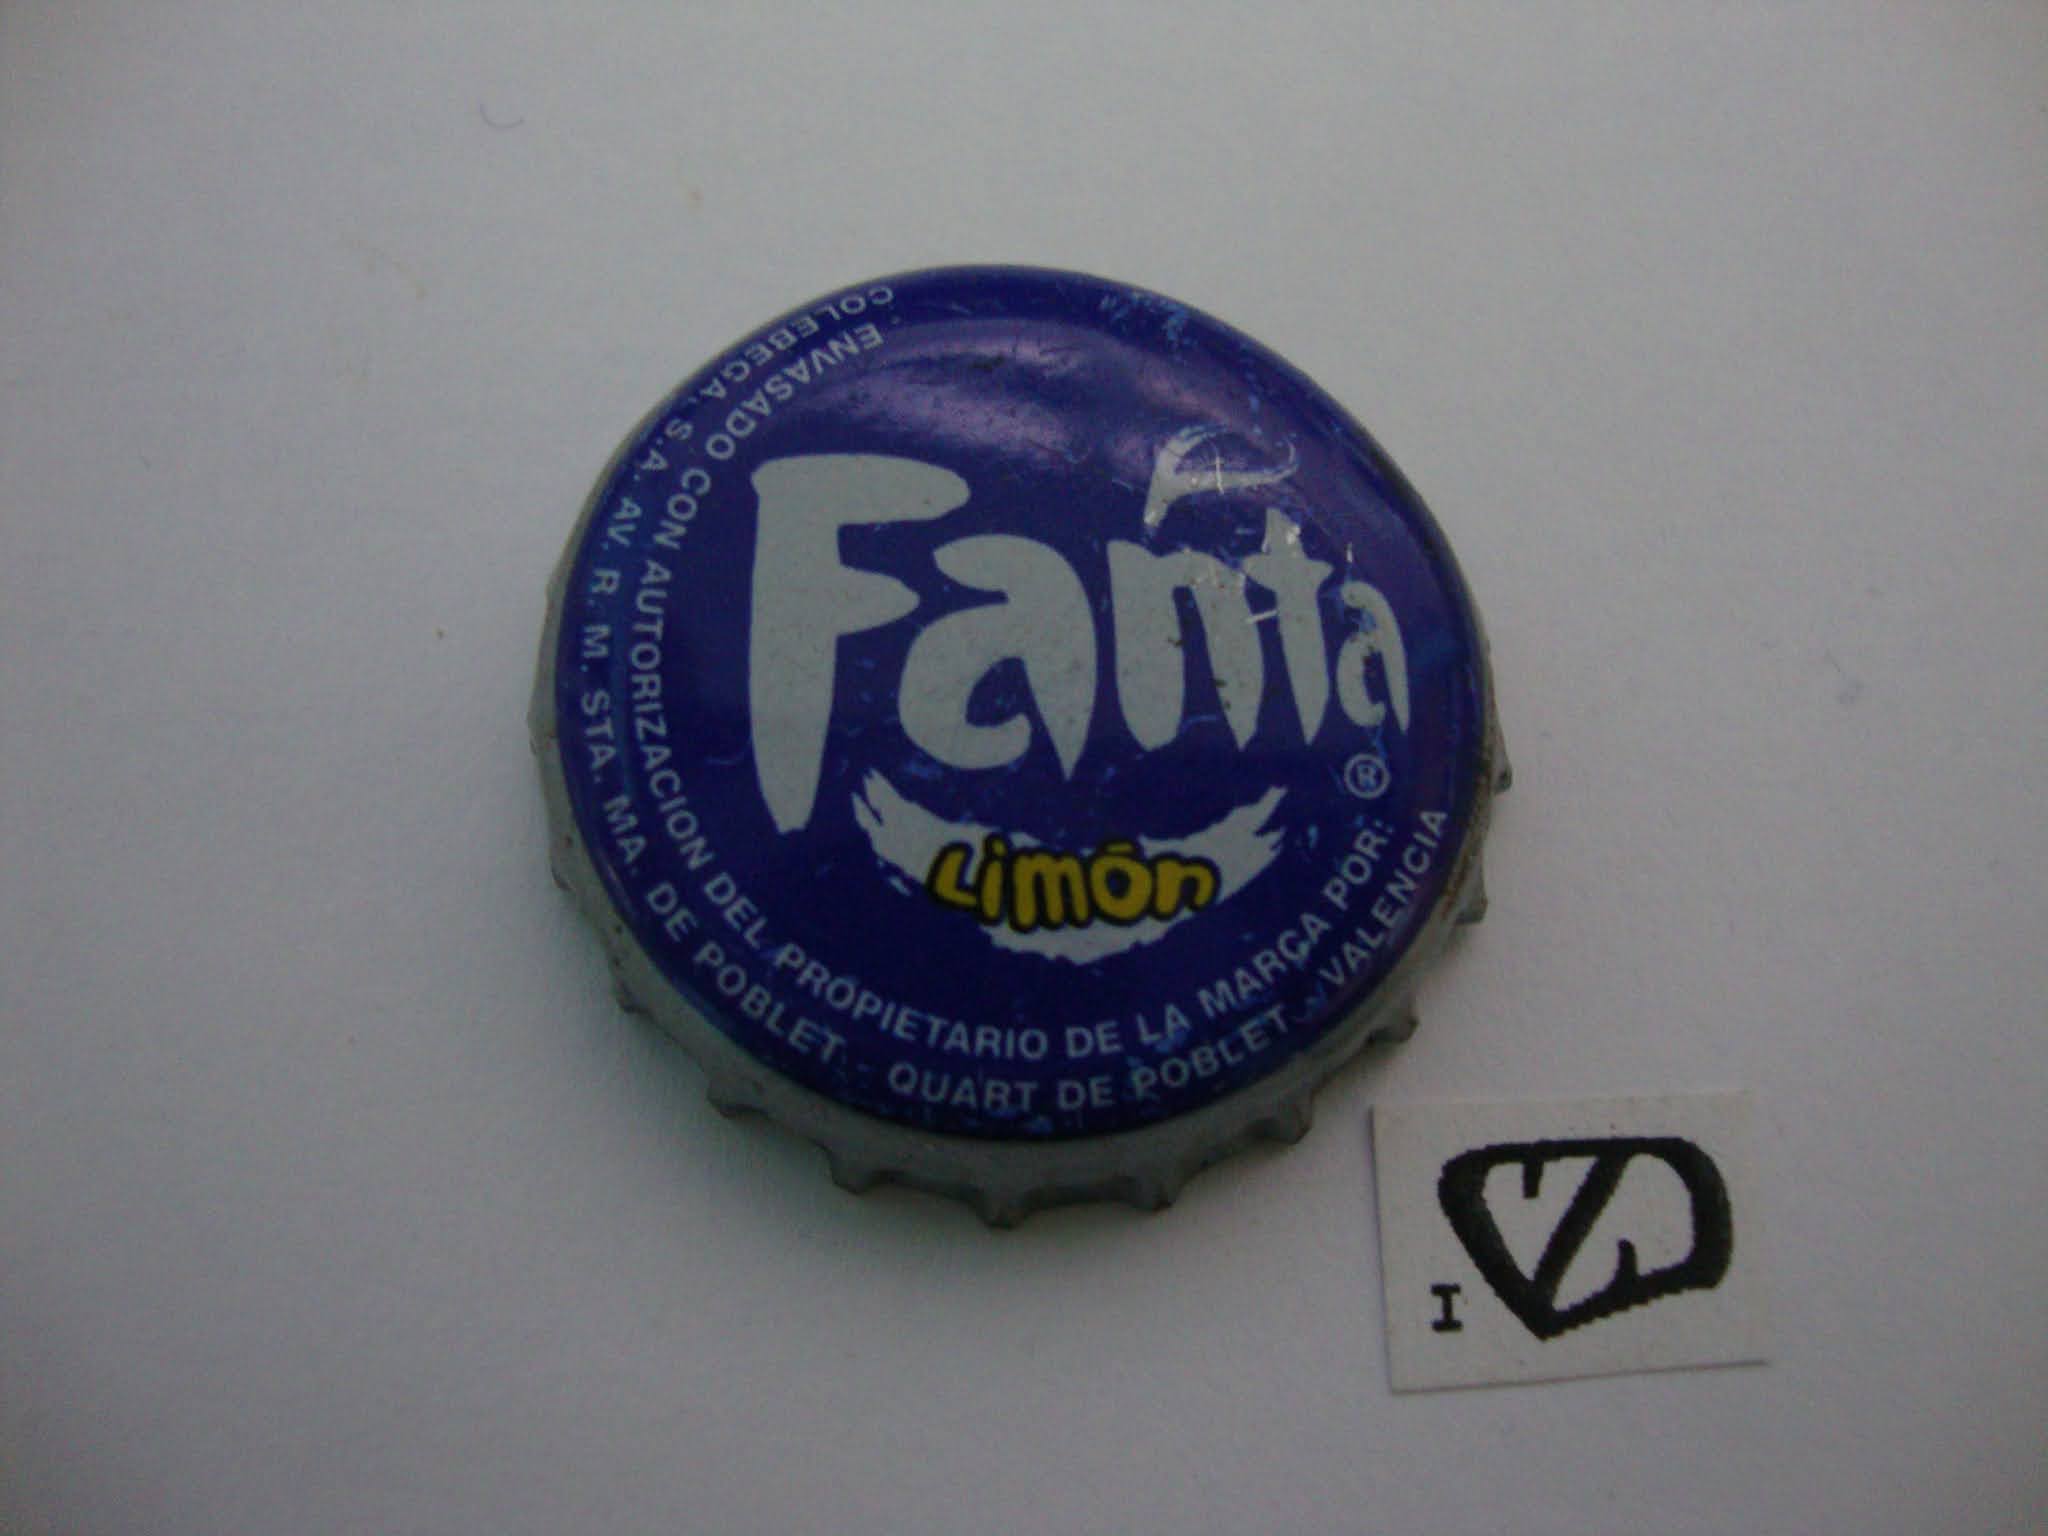 Fanta
®
Limón
ENVASADO CON AUTORIZACION DEL PROPIETARIO DE LA MARCA POR:
COLEBEGA, S.A. AV. R. M. STA. MA. DE POBLET - QUART DE POBLET - VALENCIA
I